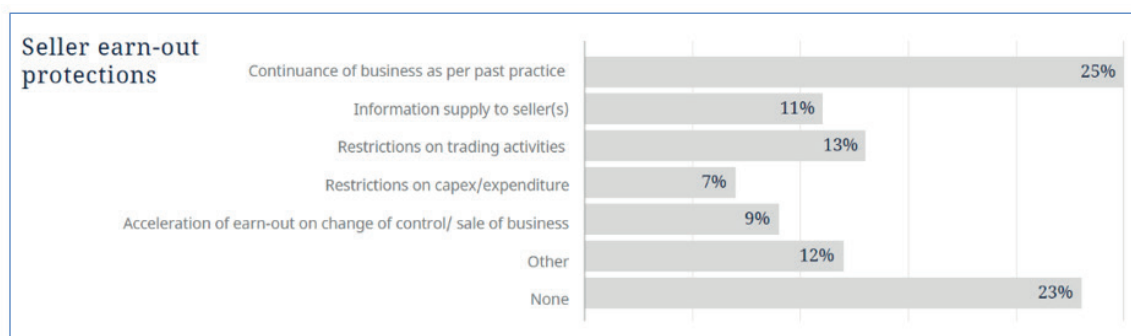 Seller earn-out
protections
Continuance of business as per past practice 25%
Information supply to seller(s) 11%
Restrictions on trading activities 13%
Restrictions on capex/expenditure 7%
Acceleration of earn-out on change of control/ sale of business 9%
Other 12%
None 23%